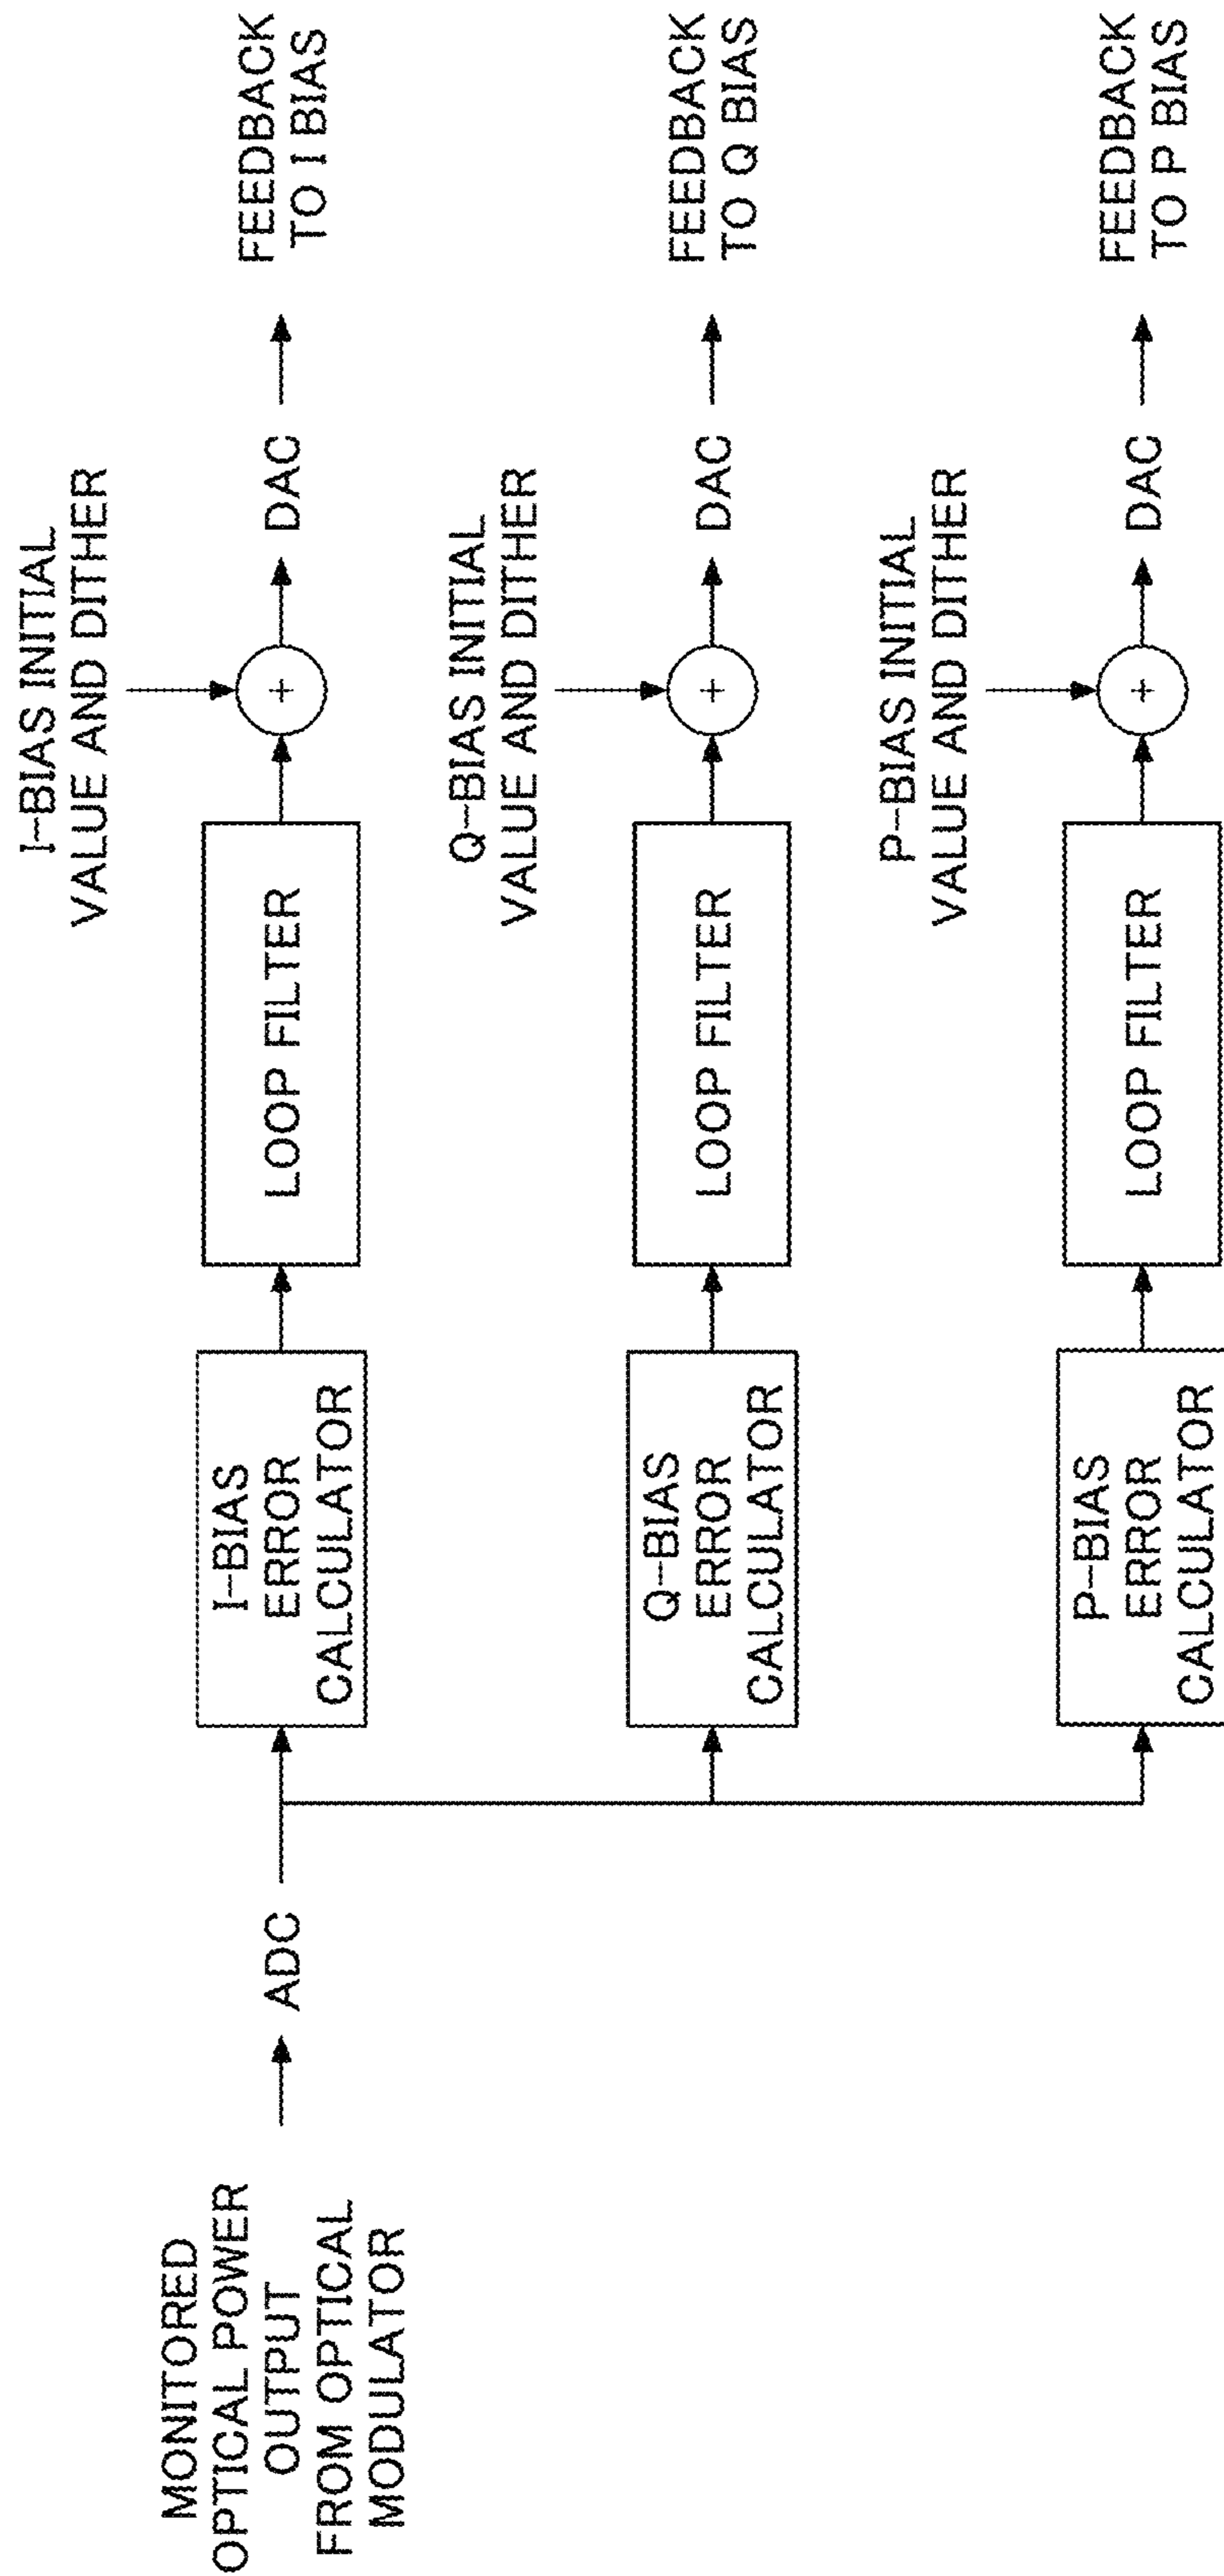 I-BIAS INITIAL
VALUE AND DITHER
MONITORED
OPTICAL POWER
OUTPUT
FROM OPTICAL
MODULATOR
ADC
I-BIAS
ERROR
CALCULATOR
LOOP FILTER
+
DAC
FEEDBACK
TO I BIAS
Q-BIAS INITIAL
VALUE AND DITHER
Q-BIAS
ERROR
CALCULATOR
LOOP FILTER
+
DAC
FEEDBACK
TO Q BIAS
P-BIAS INITIAL
VALUE AND DITHER
P-BIAS
ERROR
CALCULATOR
LOOP FILTER
+
DAC
FEEDBACK
TO P BIAS